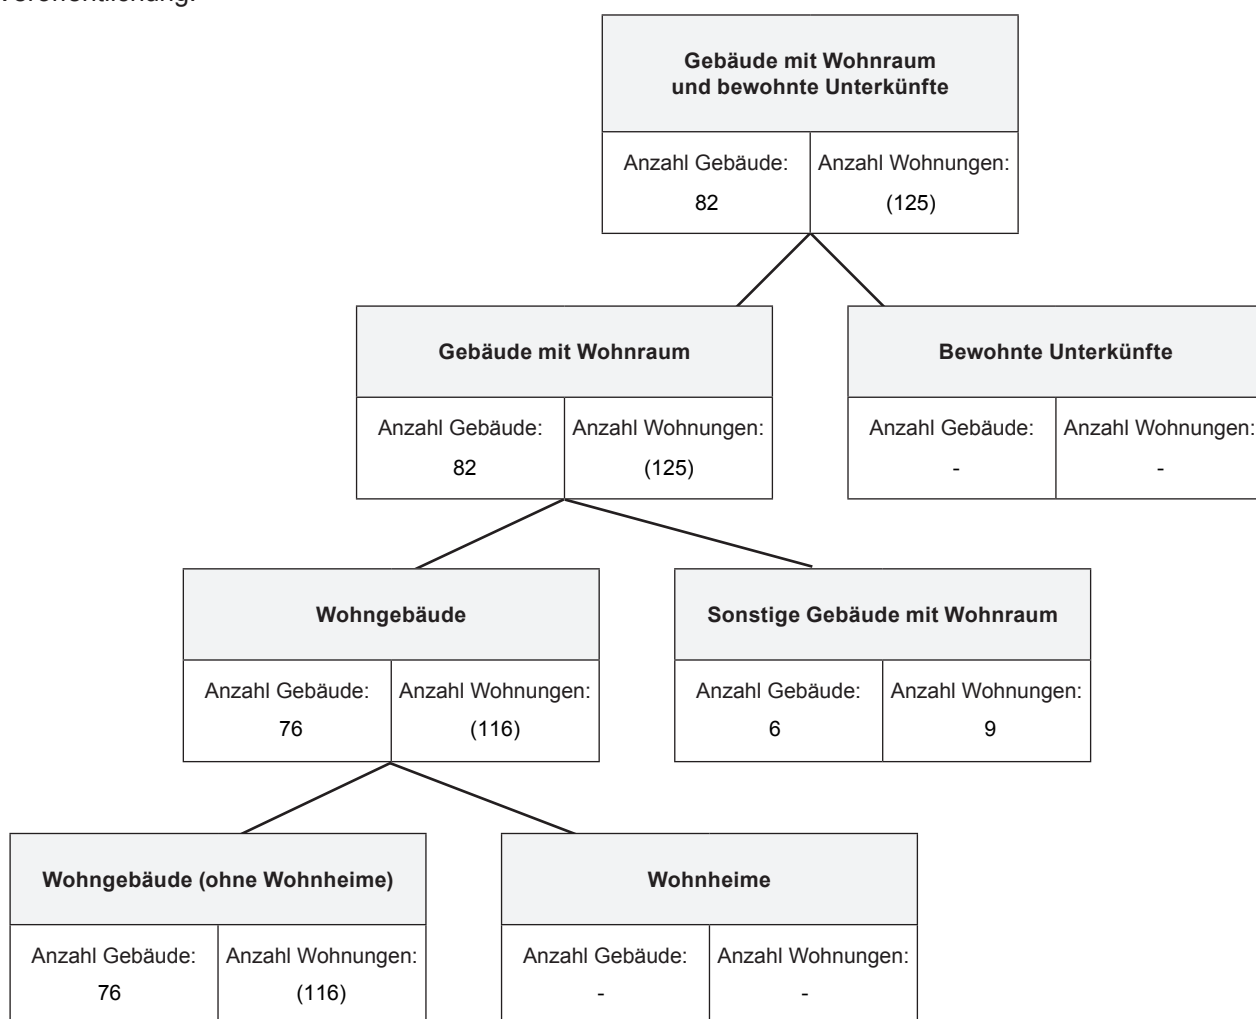 Veröffentlichung.
Gebäude mit Wohnraum
und bewohnte Unterkünfte
Anzahl Gebäude: Anzahl Wohnungen:
82 (125)
Gebäude mit Wohnraum Bewohnte Unterkünfte
Anzahl Gebäude: Anzahl Wohnungen: Anzahl Gebäude: Anzahl Wohnungen:
82 (125) - -
Wohngebäude Sonstige Gebäude mit Wohnraum
Anzahl Gebäude: Anzahl Wohnungen: Anzahl Gebäude: Anzahl Wohnungen:
76 (116) 6 9
Wohngebäude (ohne Wohnheime) Wohnheime
Anzahl Gebäude: Anzahl Wohnungen: Anzahl Gebäude: Anzahl Wohnungen:
76 (116) - -